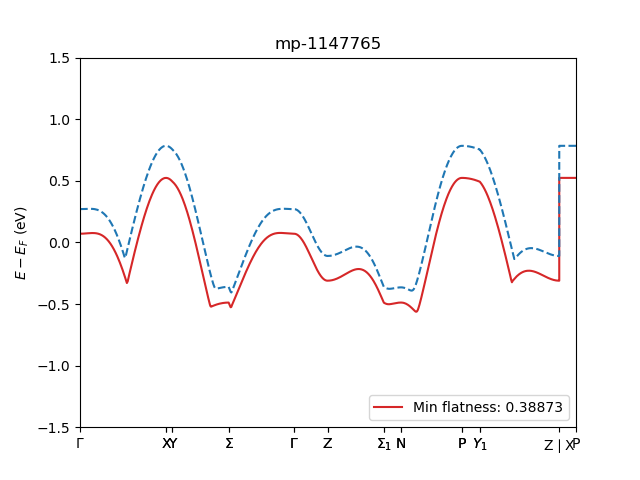 mp-1147765
E − E_F (eV)
1.5
1.0
0.5
0.0
−0.5
−1.0
−1.5
Min flatness: 0.38873
Γ X Y Σ Γ Z Σ₁ N P Y₁ Z | X P